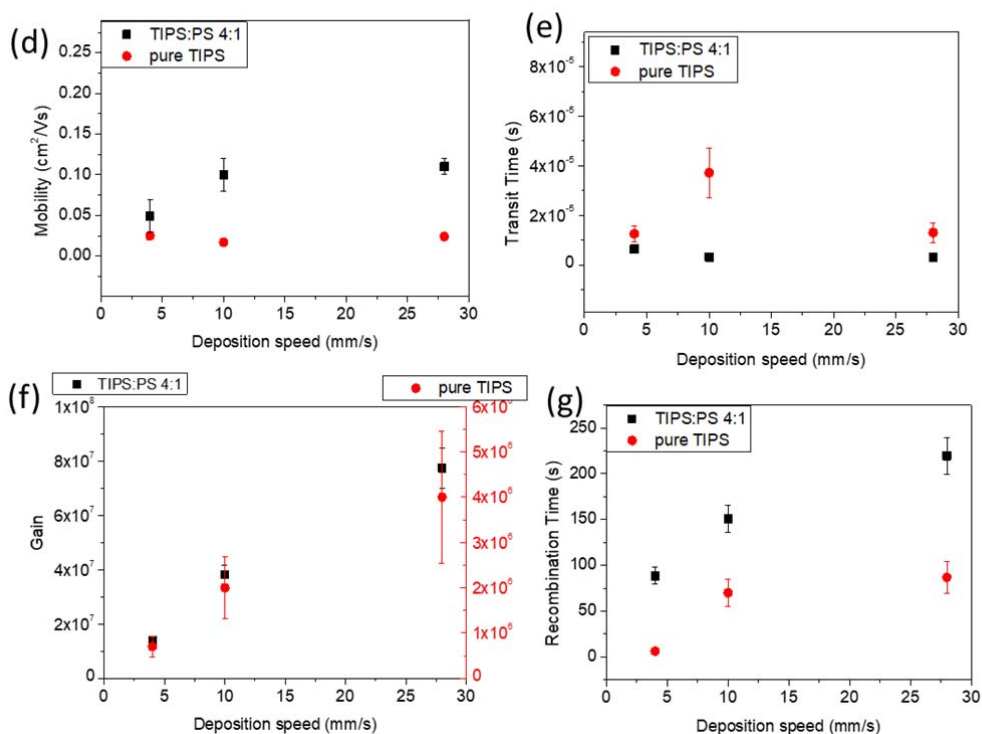 (d)
TIPS:PS 4:1
pure TIPS
0.25
0.20
0.15
0.10
0.05
0.00
Mobility (cm²/Vs)
0 5 10 15 20 25 30
Deposition speed (mm/s)
(e)
TIPS:PS 4:1
pure TIPS
8x10⁻⁵
6x10⁻⁵
4x10⁻⁵
2x10⁻⁵
0
Transit Time (s)
0 5 10 15 20 25 30
Deposition speed (mm/s)
(f)
TIPS:PS 4:1
pure TIPS
1x10⁸
8x10⁷
6x10⁷
4x10⁷
2x10⁷
0
Gain
6x10⁶
5x10⁶
4x10⁶
3x10⁶
2x10⁶
1x10⁶
0
0 5 10 15 20 25 30
Deposition speed (mm/s)
(g)
TIPS:PS 4:1
pure TIPS
250
200
150
100
50
0
Recombination Time (s)
0 5 10 15 20 25 30
Deposition speed (mm/s)